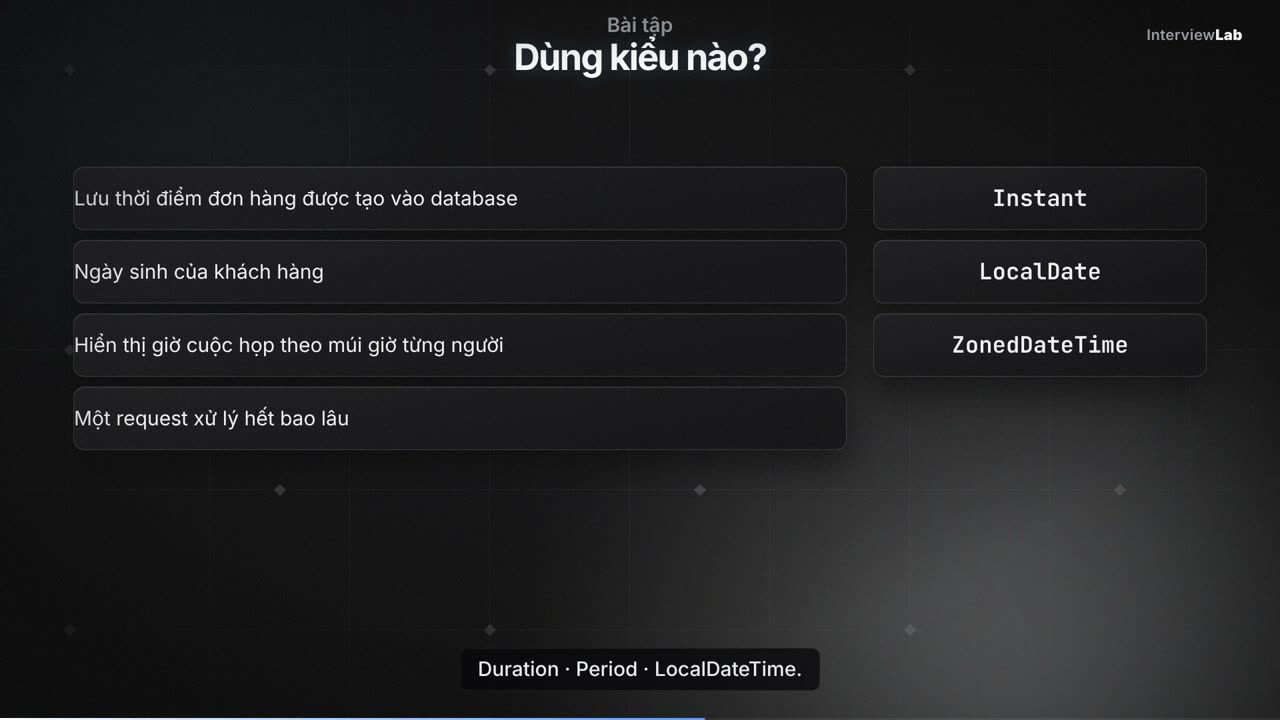 Bài tập
Dùng kiểu nào?
InterviewLab
Lưu thời điểm đơn hàng được tạo vào database
Instant
Ngày sinh của khách hàng
LocalDate
Hiển thị giờ cuộc họp theo múi giờ từng người
ZonedDateTime
Một request xử lý hết bao lâu
Duration · Period · LocalDateTime.